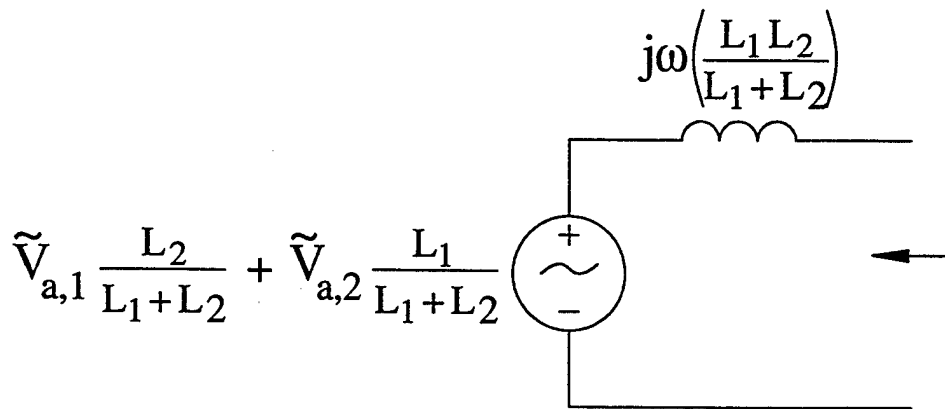 jω(L₁L₂/(L₁+L₂))
Ṽa,1 L₂/(L₁+L₂) + Ṽa,2 L₁/(L₁+L₂)
+
~
−